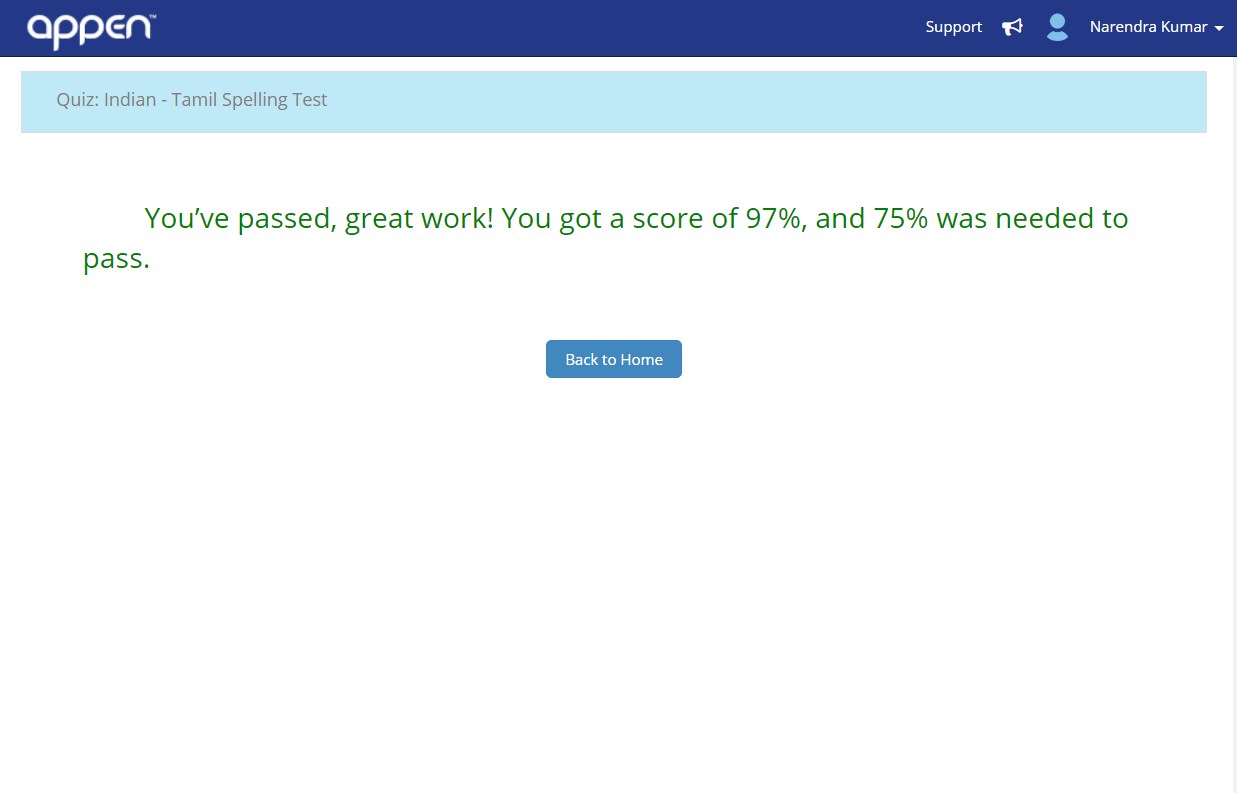 appen™
Support
Narendra Kumar
Quiz: Indian - Tamil Spelling Test
You’ve passed, great work! You got a score of 97%, and 75% was needed to
pass.
Back to Home